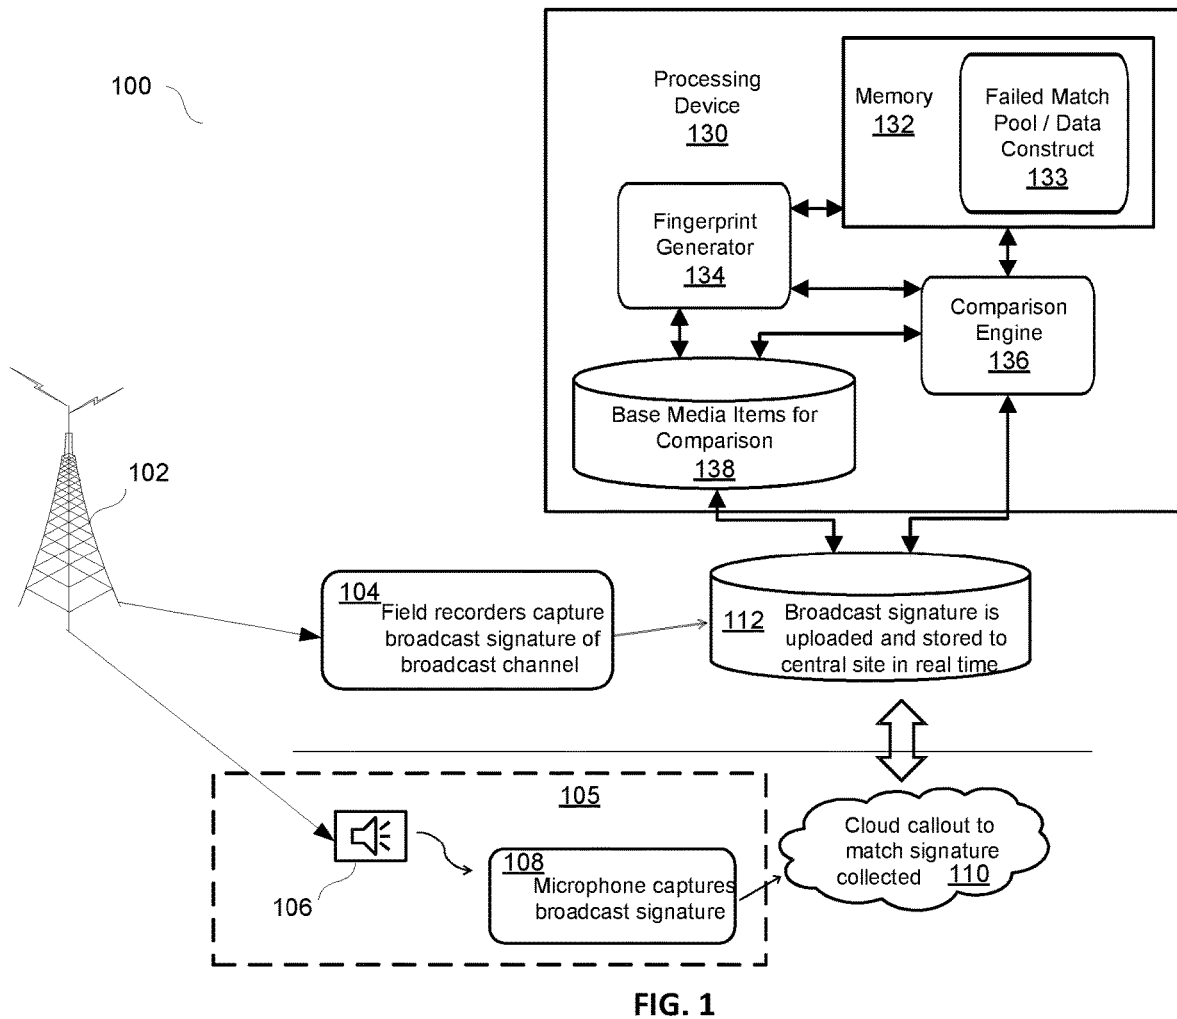 100
Processing
Device
130
Memory
132
Failed Match
Pool / Data
Construct
133
Fingerprint
Generator
134
Comparison
Engine
136
Base Media Items for
Comparison
138
102
104
Field recorders capture
broadcast signature of
broadcast channel
112
Broadcast signature is
uploaded and stored to
central site in real time
105
106
108
Microphone captures
broadcast signature
Cloud callout to
match signature
collected 110
FIG. 1